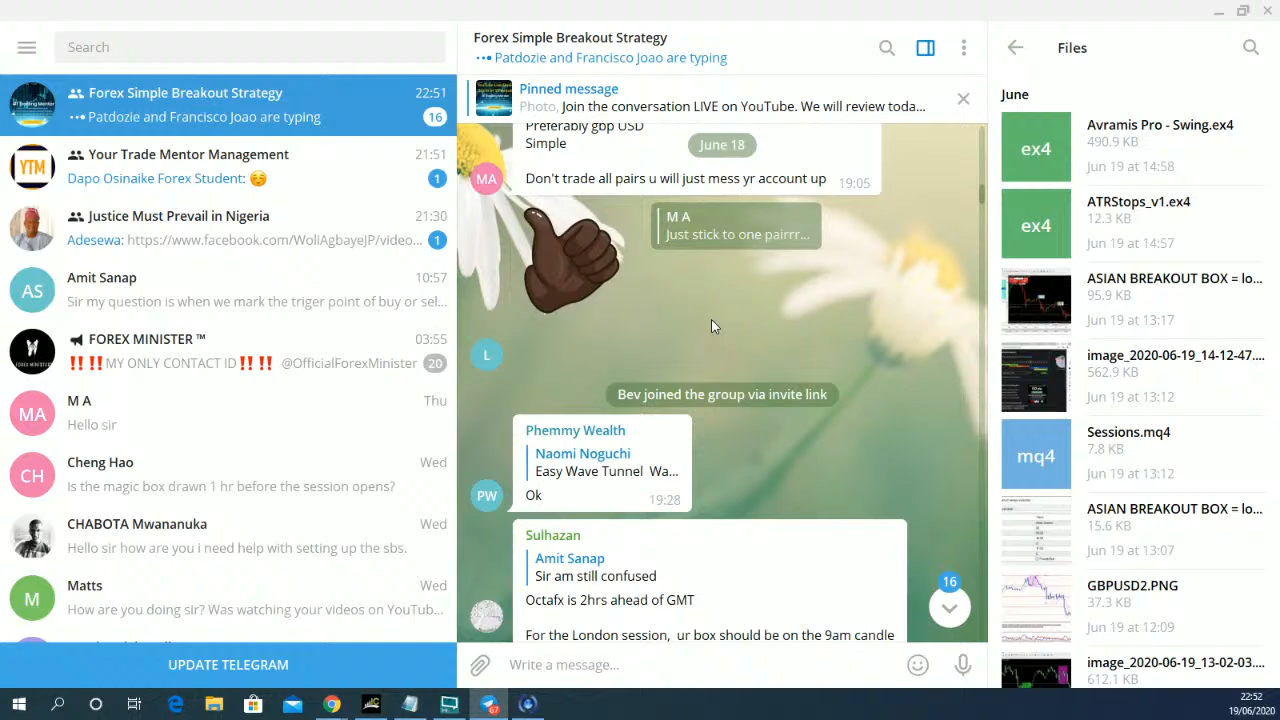 Search
Forex Simple Breakout Strategy
22:51
Patdozie and Francisco Joao are typing
16
YTM
Your Trade Mentor Management
21:51
Dapo Osinaike Forex Student: 😌
1
Justice Must Prevail in Nigeria
21:30
Adesewa: https://www.facebook.com/WoliAgbayeJP/video...
1
AS
Amit Sanap
10:57
Sir my question is when we mark the trger point of buy or sel...
FOREX MINISTER ™
03:55
‼️‼️MY ONLY CONTACT ID‼️‼️ @OfficialForexMinister
20
MA
M A
Thu
Hello sir
CH
Cheng Hao
Wed
Is the magic box drawn 1 hr before the session opens?
CHABOTA Mwananuka
Wed
Hello sir how are you i need help with setting up the sbs.
M
Matts
Wed
How are you doing sir? Was watching your videos on YouTub...
UPDATE TELEGRAM
Forex Simple Breakout Strategy
Patdozie and Francisco Joao are typing
Pinned message
Photo, Join the conversation LIVE on YouTube. We will review toda...
Preferably gbp USD
Simple
June 18
Don't trade all pairs u will just mess yr account up
19:05
MA
M A
Just stick to one pairrr...
L
Bev joined the group via invite link
Phemmy Wealth
Naomi Noguchi
Easy Wave Tunnel Wa...
Ok
19:28
PW
Sulhazan
Amit Sanap
Sir am still confused
Octafx is 2hrs ahead of GMT
For the London session, ur box should be on the 9am candle
16
Write a message...
Files
June
ex4
Avramis Pro - Swing.ex4
490.9 KB
Jun 19 at 14:58
ex4
ATRStops_v1.ex4
12.3 KB
Jun 19 at 14:57
ASIAN BREAKOUT BOX = lo...
95.9 KB
Jun 19 at 13:17
image_2020-06-19_14-12-47....
562.9 KB
Jun 19 at 13:12
mq4
Sessions.mq4
7.8 KB
Jun 19 at 13:12
ASIAN BREAKOUT BOX = lo...
15.6 KB
Jun 19 at 13:07
GBPUSD2.PNG
37.3 KB
Jun 19 at 12:09
image_2020-06-19_13-02-03....
612.1 KB
67
22:52
19/06/2020